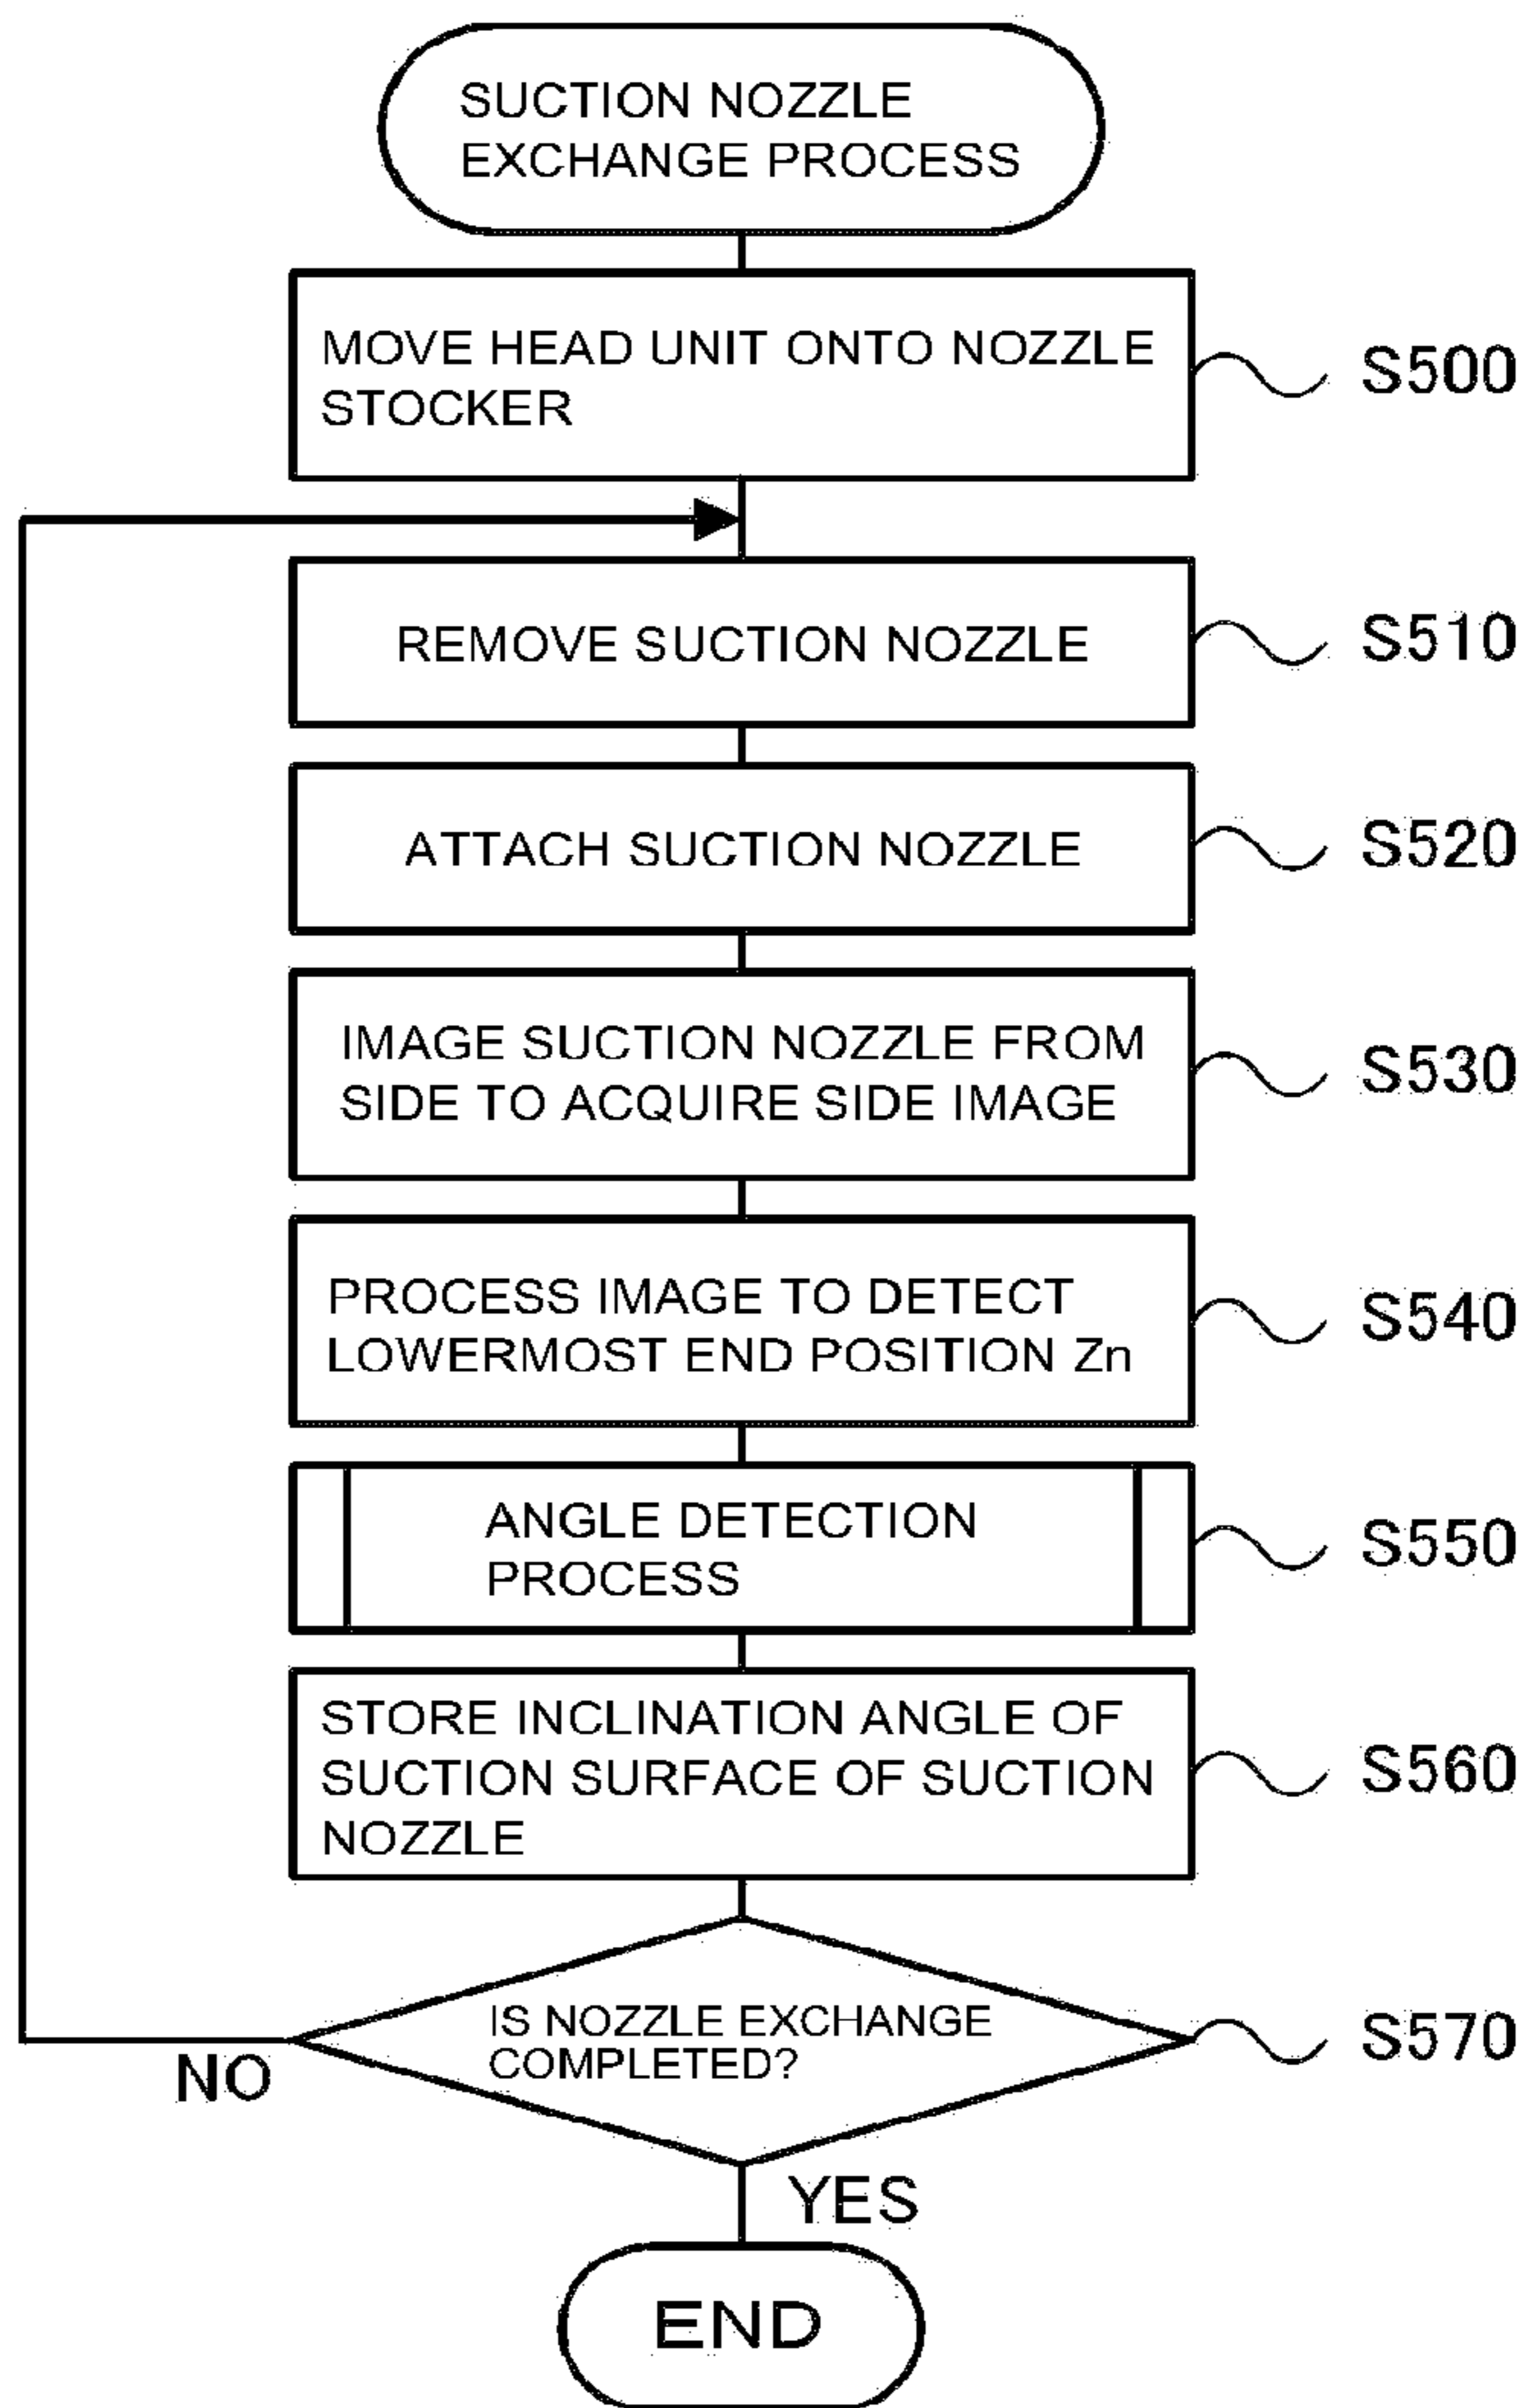 SUCTION NOZZLE
EXCHANGE PROCESS
MOVE HEAD UNIT ONTO NOZZLE
STOCKER
S500
REMOVE SUCTION NOZZLE
S510
ATTACH SUCTION NOZZLE
S520
IMAGE SUCTION NOZZLE FROM
SIDE TO ACQUIRE SIDE IMAGE
S530
PROCESS IMAGE TO DETECT
LOWERMOST END POSITION Zn
S540
ANGLE DETECTION
PROCESS
S550
STORE INCLINATION ANGLE OF
SUCTION SURFACE OF SUCTION
NOZZLE
S560
IS NOZZLE EXCHANGE
COMPLETED?
S570
NO
YES
END